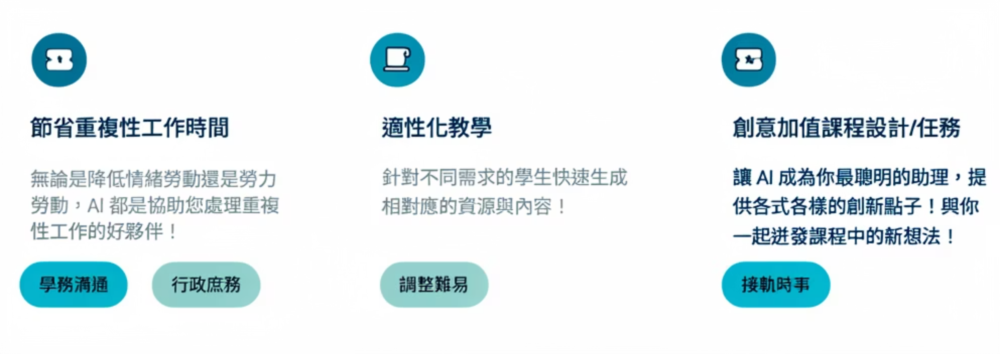 節省重複性工作時間
無論是降低情緒勞動還是勞力
勞動，AI 都是協助您處理重複
性工作的好夥伴！
學務溝通
行政庶務
適性化教學
針對不同需求的學生快速生成
相對應的資源與內容！
調整難易
創意加值課程設計/任務
讓 AI 成為你最聰明的助理，提
供各式各樣的創新點子！與你
一起迸發課程中的新想法！
接軌時事